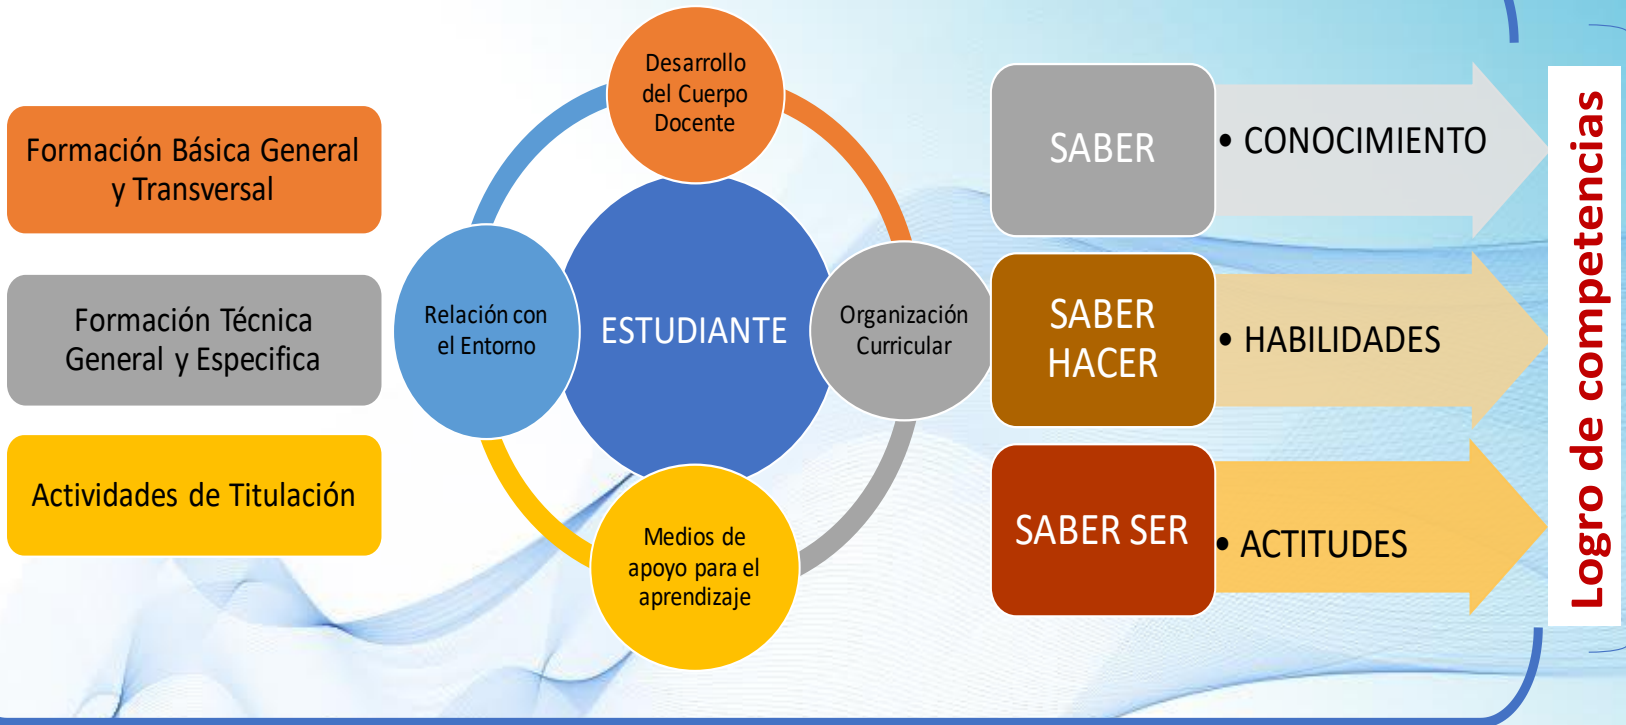 Formación Básica General
y Transversal
Formación Técnica
General y Especifica
Actividades de Titulación
Desarrollo
del Cuerpo
Docente
Relación con
el Entorno
ESTUDIANTE
Organización
Curricular
Medios de
apoyo para el
aprendizaje
SABER
• CONOCIMIENTO
SABER
HACER
• HABILIDADES
SABER SER
• ACTITUDES
Logro de competencias